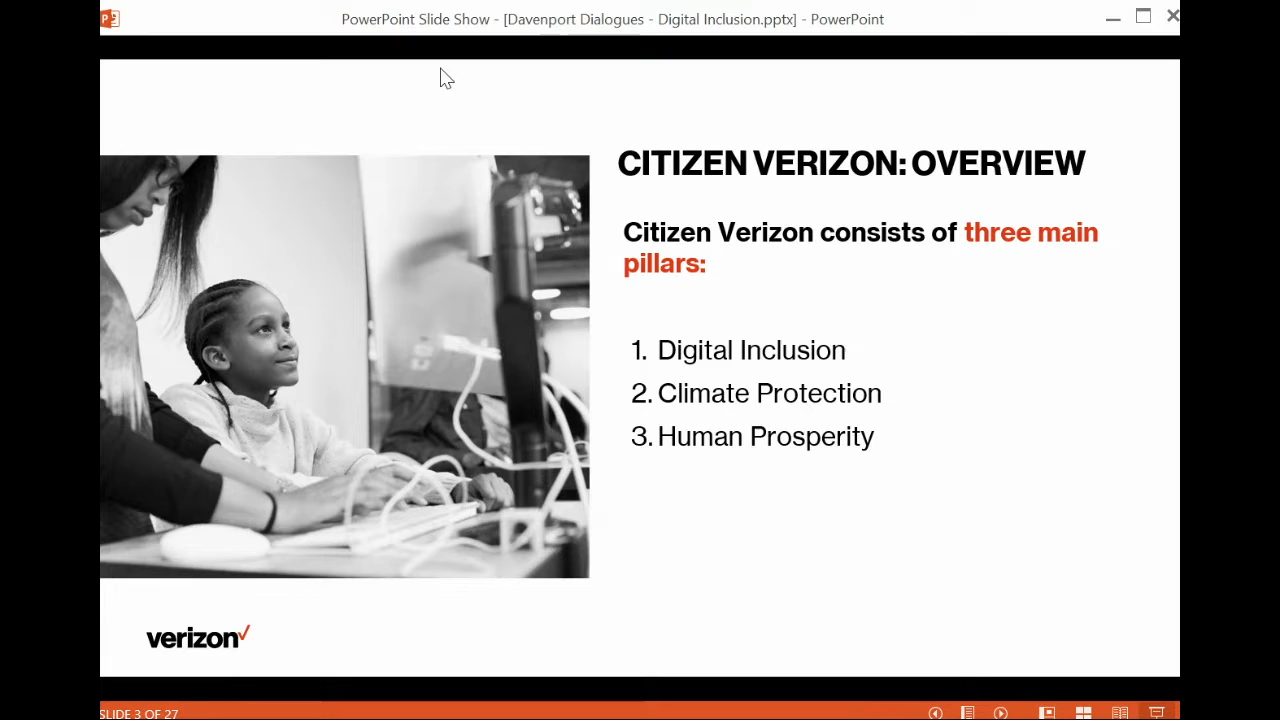 PowerPoint Slide Show - [Davenport Dialogues - Digital Inclusion.pptx] - PowerPoint
CITIZEN VERIZON: OVERVIEW
Citizen Verizon consists of three main
pillars:
1. Digital Inclusion
2. Climate Protection
3. Human Prosperity
verizon
SLIDE 3 OF 27